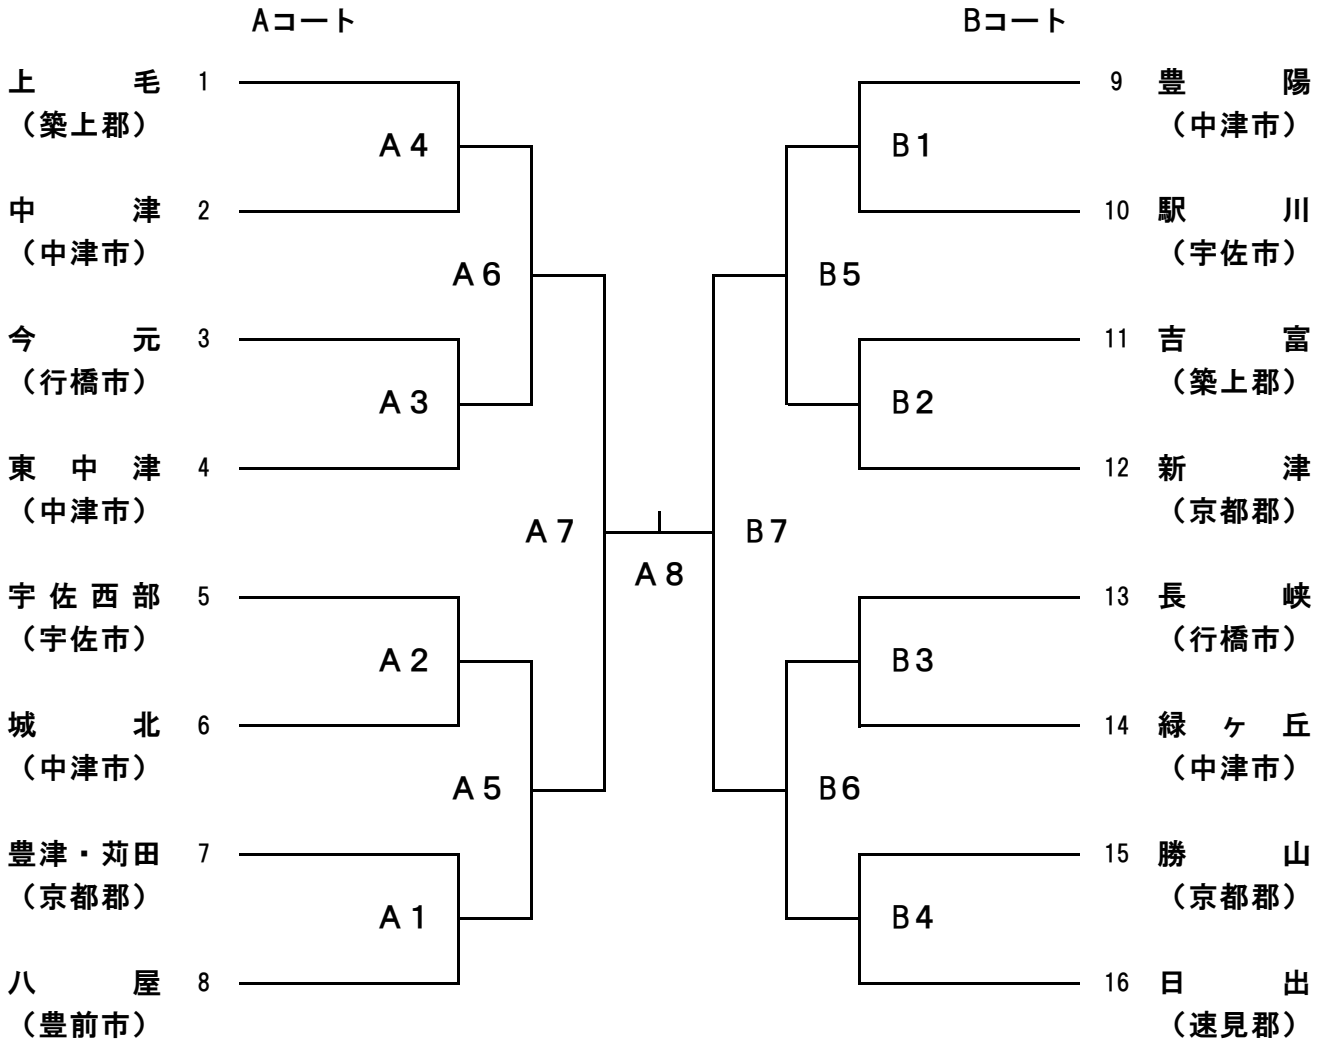 Aコート
Bコート
上毛 1
（築上郡）
中津 2
（中津市）
今元 3
（行橋市）
東中津 4
（中津市）
宇佐西部 5
（宇佐市）
城北 6
（中津市）
豊津・苅田 7
（京都郡）
八屋 8
（豊前市）
A4
A6
A3
A7
A2
A5
A1
A8
B1
B5
B2
B7
B3
B6
B4
9 豊陽
（中津市）
10 駅川
（宇佐市）
11 吉富
（築上郡）
12 新津
（京都郡）
13 長峡
（行橋市）
14 緑ヶ丘
（中津市）
15 勝山
（京都郡）
16 日出
（速見郡）